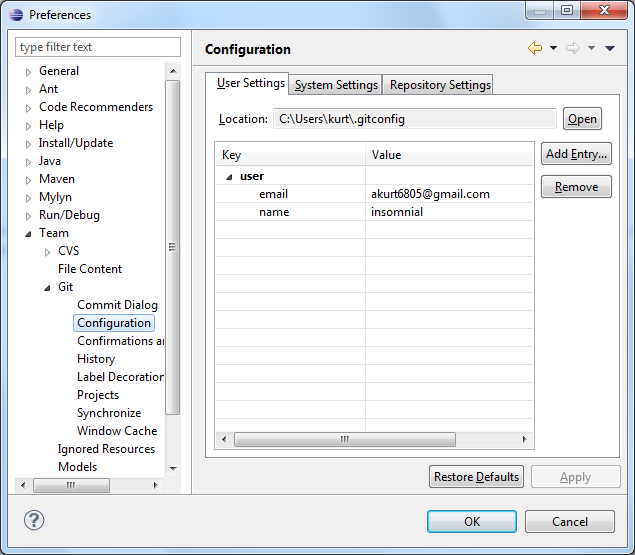 Preferences
type filter text
General
Ant
Code Recommenders
Help
Install/Update
Java
Maven
Mylyn
Run/Debug
Team
CVS
File Content
Git
Commit Dialog
Configuration
Confirmations a
History
Label Decoration
Projects
Synchronize
Window Cache
Ignored Resources
Models
Configuration
User Settings
System Settings
Repository Settings
Location:
C:\Users\kurt\.gitconfig
Open
Key
Value
user
email
akurt6805@gmail.com
name
insomnial
Add Entry...
Remove
Restore Defaults
Apply
?
OK
Cancel